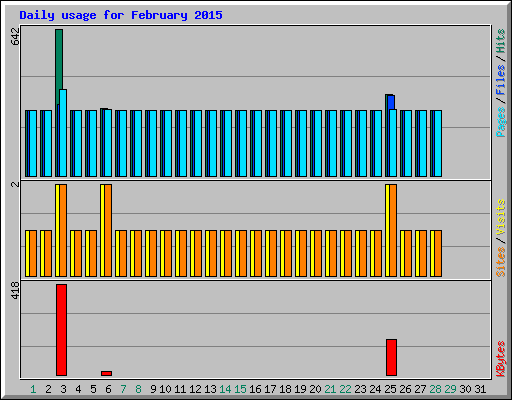 Daily usage for February 2015
642
Pages / Files / Hits
2
Sites / Visits
418
KBytes
1 2 3 4 5 6 7 8 9 10 11 12 13 14 15 16 17 18 19 20 21 22 23 24 25 26 27 28 29 30 31